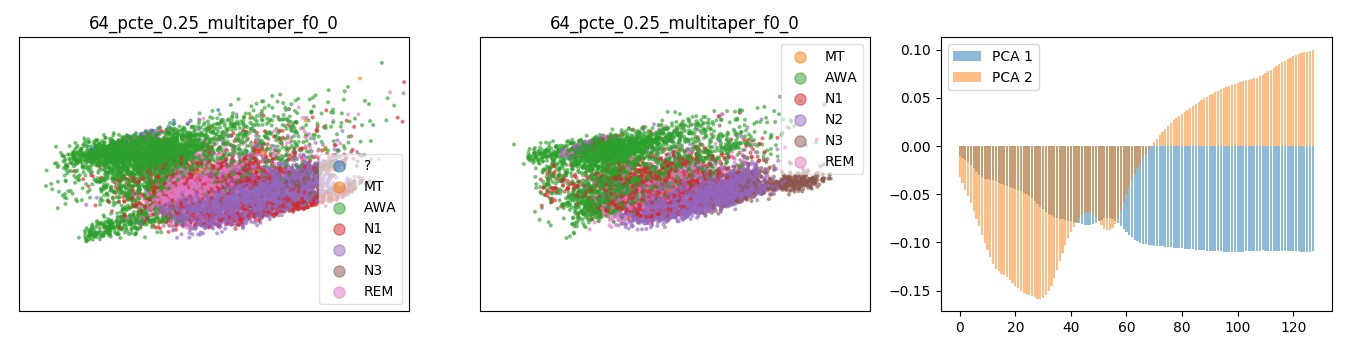 64_pcte_0.25_multitaper_f0_0
?
MT
AWA
N1
N2
N3
REM
64_pcte_0.25_multitaper_f0_0
MT
AWA
N1
N2
N3
REM
PCA 1
PCA 2
0.10
0.05
0.00
−0.05
−0.10
−0.15
0 20 40 60 80 100 120